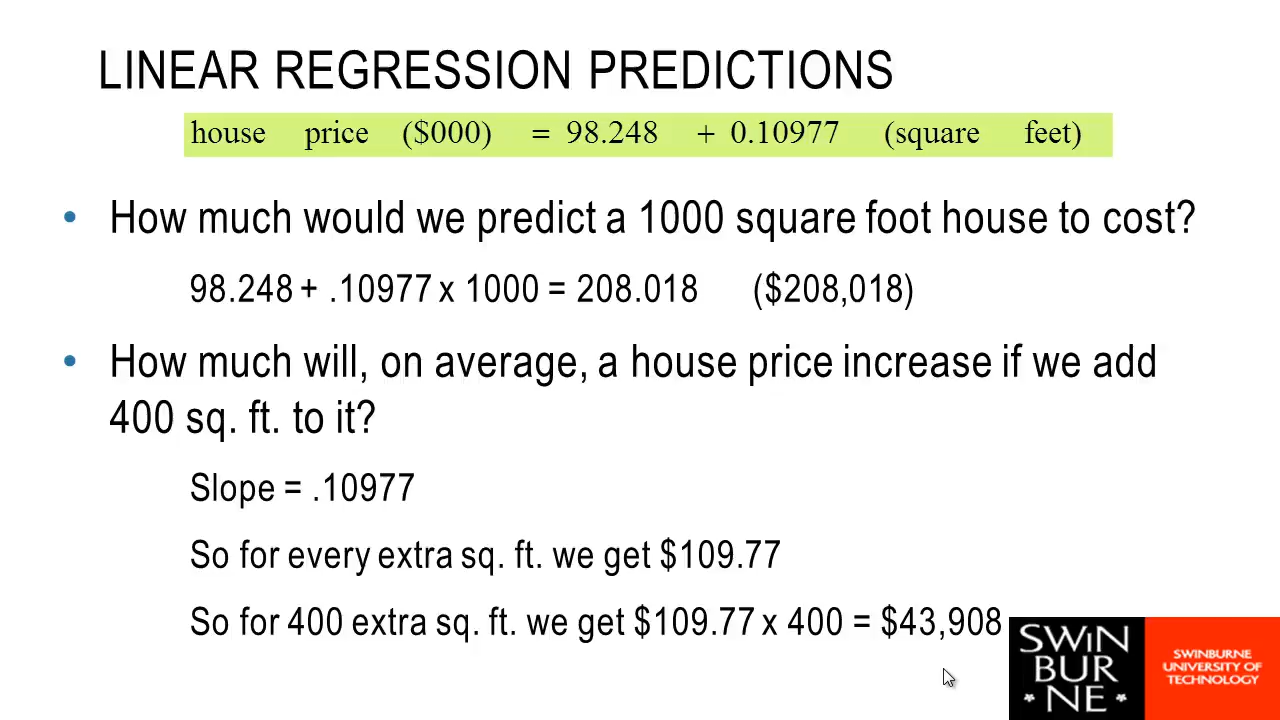 LINEAR REGRESSION PREDICTIONS
house price ($000) = 98.248 + 0.10977 (square feet)
• How much would we predict a 1000 square foot house to cost?
98.248 + .10977 x 1000 = 208.018 ($208,018)
• How much will, on average, a house price increase if we add
400 sq. ft. to it?
Slope = .10977
So for every extra sq. ft. we get $109.77
So for 400 extra sq. ft. we get $109.77 x 400 = $43,908
SWIN
BUR
NE
SWINBURNE
UNIVERSITY OF
TECHNOLOGY